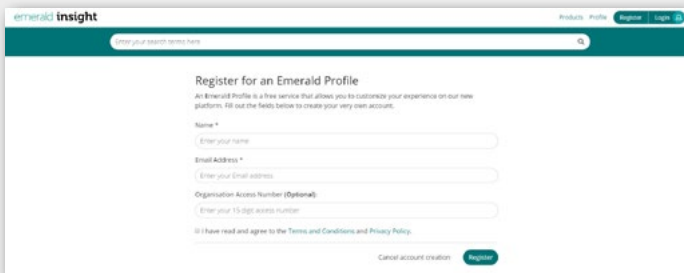 emerald insight
Products Profile Register Login
Enter your search terms here
Register for an Emerald Profile
An Emerald Profile is a free service that allows you to customize your experience on our new
platform. Fill out the fields below to create your very own account.
Name *
Enter your name
Email Address *
Enter your Email address
Organisation Access Number (Optional):
Enter your 15-digit access number
I have read and agree to the Terms and Conditions and Privacy Policy.
Cancel account creation Register